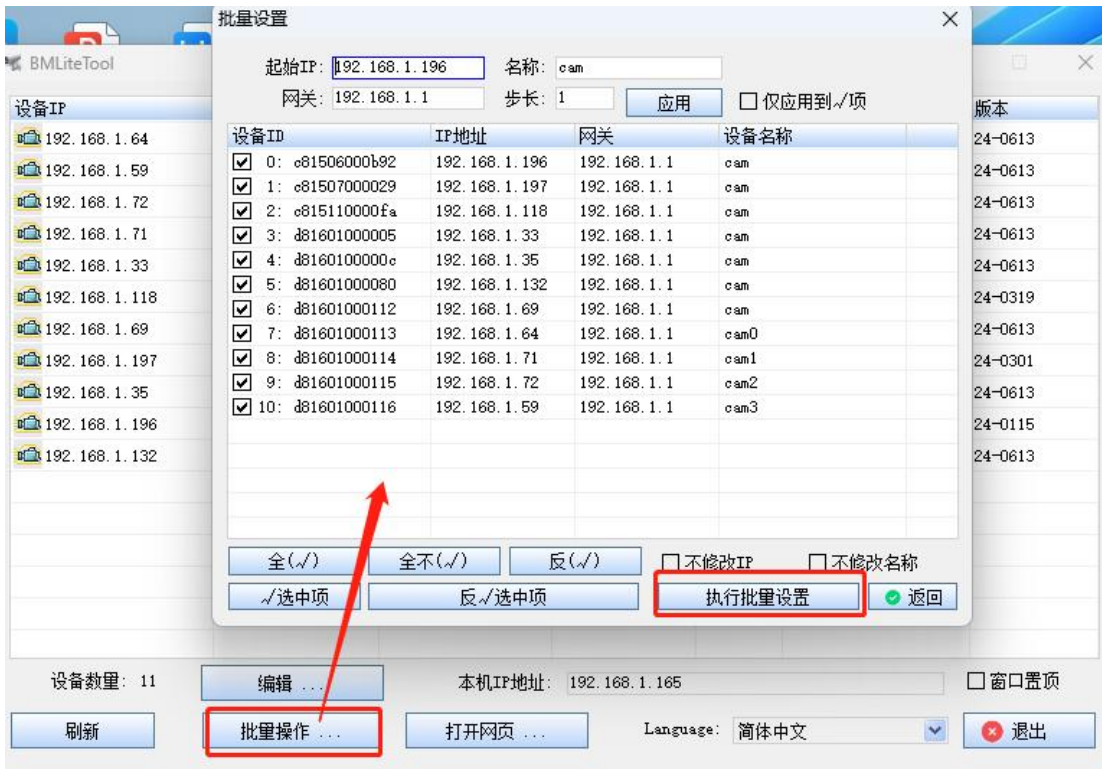 批量设置
BMLiteTool
起始IP: 192.168.1.196 名称: cam
网关: 192.168.1.1 步长: 1 应用 仅应用到√项
设备IP 版本
192.168.1.64 24-0613
192.168.1.59 24-0613
192.168.1.72 24-0613
192.168.1.71 24-0613
192.168.1.33 24-0613
192.168.1.118 24-0319
192.168.1.69 24-0613
192.168.1.197 24-0301
192.168.1.35 24-0613
192.168.1.196 24-0115
192.168.1.132 24-0613
设备ID IP地址 网关 设备名称
0: c81506000b92 192.168.1.196 192.168.1.1 cam
1: c81507000029 192.168.1.197 192.168.1.1 cam
2: c815110000fa 192.168.1.118 192.168.1.1 cam
3: d81601000005 192.168.1.33 192.168.1.1 cam
4: d8160100000c 192.168.1.35 192.168.1.1 cam
5: d81601000080 192.168.1.132 192.168.1.1 cam
6: d81601000112 192.168.1.69 192.168.1.1 cam
7: d81601000113 192.168.1.64 192.168.1.1 cam0
8: d81601000114 192.168.1.71 192.168.1.1 cam1
9: d81601000115 192.168.1.72 192.168.1.1 cam2
10: d81601000116 192.168.1.59 192.168.1.1 cam3
全(√) 全不(√) 反(√) 不修改IP 不修改名称
√选中项 反√选中项 执行批量设置 返回
设备数量: 11 编辑 ... 本机IP地址: 192.168.1.165 窗口置顶
刷新 批量操作 ... 打开网页 ... Language: 简体中文 退出